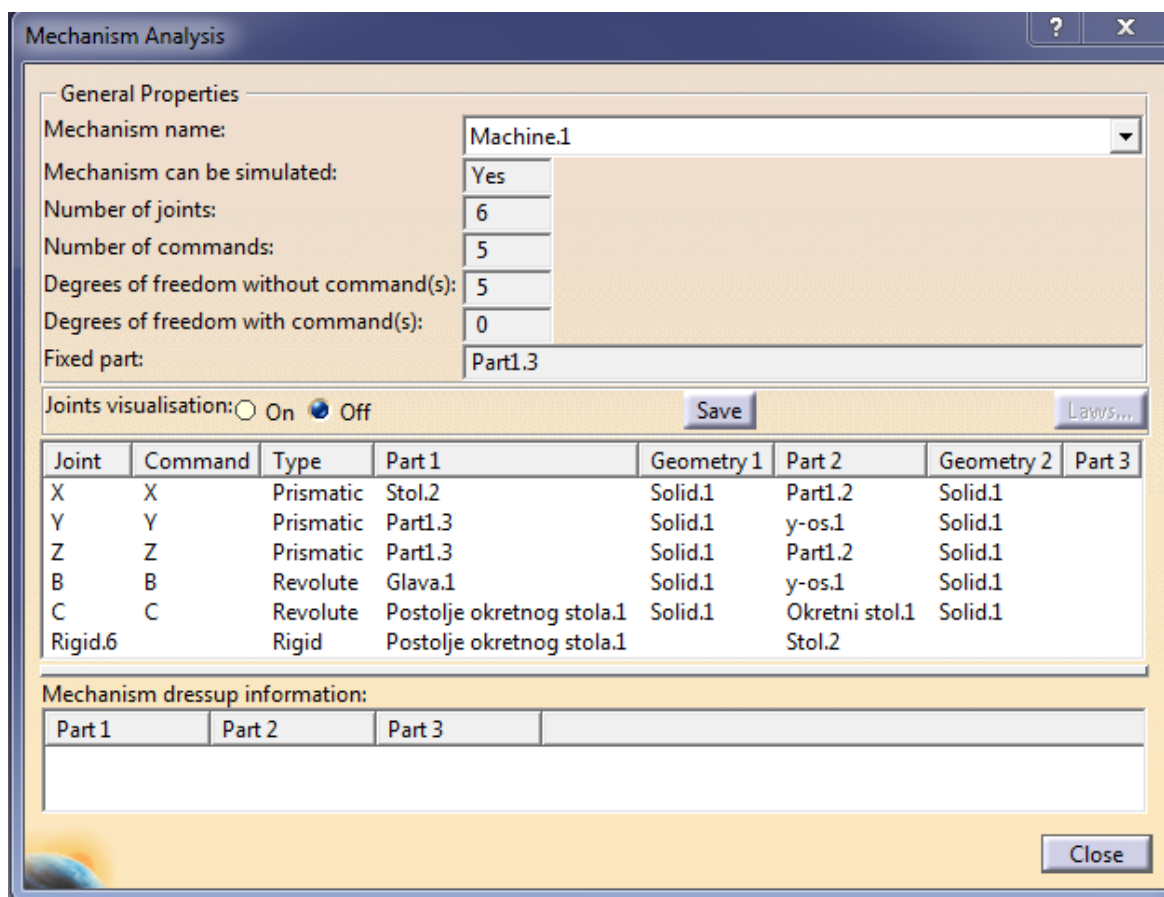 Mechanism Analysis
? X
General Properties
Mechanism name: Machine.1
Mechanism can be simulated: Yes
Number of joints: 6
Number of commands: 5
Degrees of freedom without command(s): 5
Degrees of freedom with command(s): 0
Fixed part: Part1.3
Joints visualisation: On Off Save Laws...
Joint Command Type Part 1 Geometry 1 Part 2 Geometry 2 Part 3
X X Prismatic Stol.2 Solid.1 Part1.2 Solid.1
Y Y Prismatic Part1.3 Solid.1 y-os.1 Solid.1
Z Z Prismatic Part1.3 Solid.1 Part1.2 Solid.1
B B Revolute Glava.1 Solid.1 y-os.1 Solid.1
C C Revolute Postolje okretnog stola.1 Solid.1 Okretni stol.1 Solid.1
Rigid.6 Rigid Postolje okretnog stola.1 Stol.2
Mechanism dressup information:
Part 1 Part 2 Part 3
Close